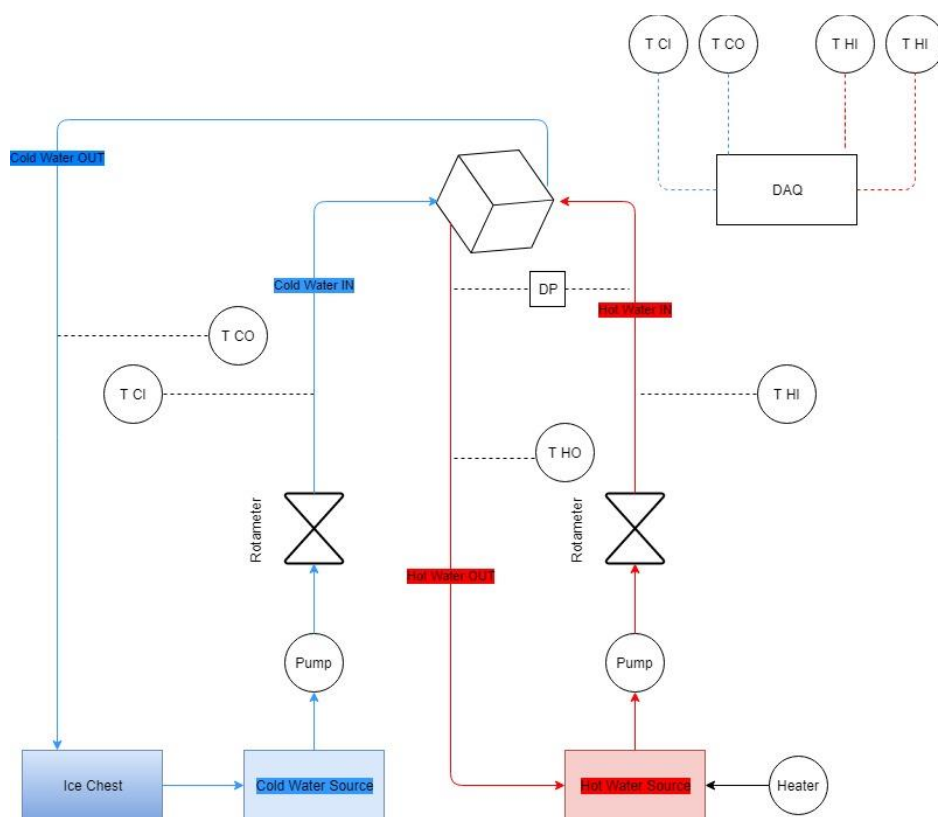 T CI
T CO
T HI
T HI
DAQ
Cold Water OUT
Cold Water IN
DP
Hot Water IN
T CO
T CI
T HI
T HO
Rotameter
Rotameter
Hot Water OUT
Pump
Pump
Ice Chest
Cold Water Source
Hot Water Source
Heater